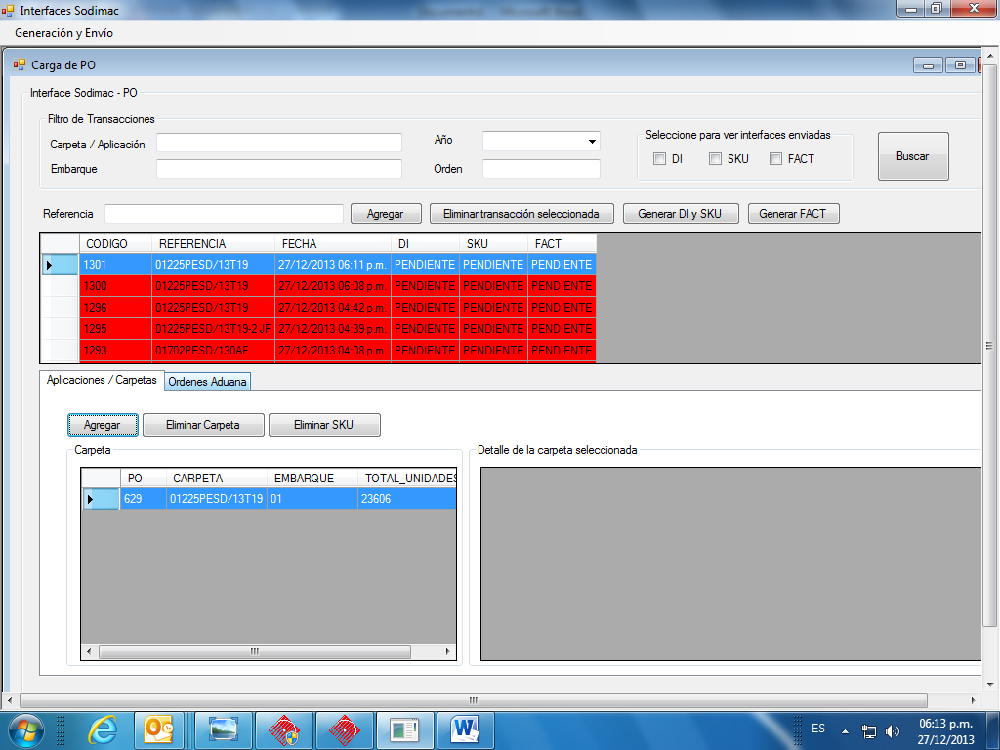 Interfaces Sodimac
Generación y Envío
Carga de PO
Interface Sodimac - PO
Filtro de Transacciones
Carpeta / Aplicación
Año
Seleccione para ver interfaces enviadas
DI SKU FACT
Buscar
Embarque
Orden
Referencia
Agregar
Eliminar transacción seleccionada
Generar DI y SKU
Generar FACT
CODIGO REFERENCIA FECHA DI SKU FACT
1301 01225PESD/13T19 27/12/2013 06:11 p.m. PENDIENTE PENDIENTE PENDIENTE
1300 01225PESD/13T19 27/12/2013 06:08 p.m. PENDIENTE PENDIENTE PENDIENTE
1296 01225PESD/13T19 27/12/2013 04:42 p.m. PENDIENTE PENDIENTE PENDIENTE
1295 01225PESD/13T19-2 JF 27/12/2013 04:39 p.m. PENDIENTE PENDIENTE PENDIENTE
1293 01702PESD/130AF 27/12/2013 04:08 p.m. PENDIENTE PENDIENTE PENDIENTE
Aplicaciones / Carpetas
Ordenes Aduana
Agregar
Eliminar Carpeta
Eliminar SKU
Carpeta
Detalle de la carpeta seleccionada
PO CARPETA EMBARQUE TOTAL_UNIDADES
629 01225PESD/13T19 01 23606
ES
06:13 p.m.
27/12/2013